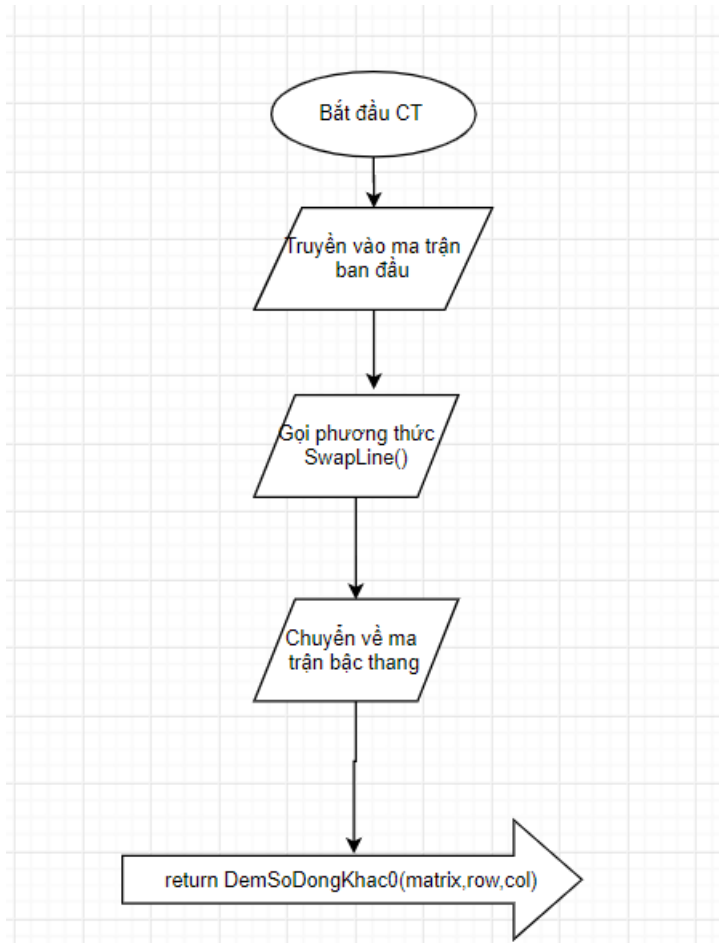 Bắt đầu CT
Truyền vào ma trận
ban đầu
Gọi phương thức
SwapLine()
Chuyển về ma
trận bậc thang
return DemSoDongKhac0(matrix,row,col)